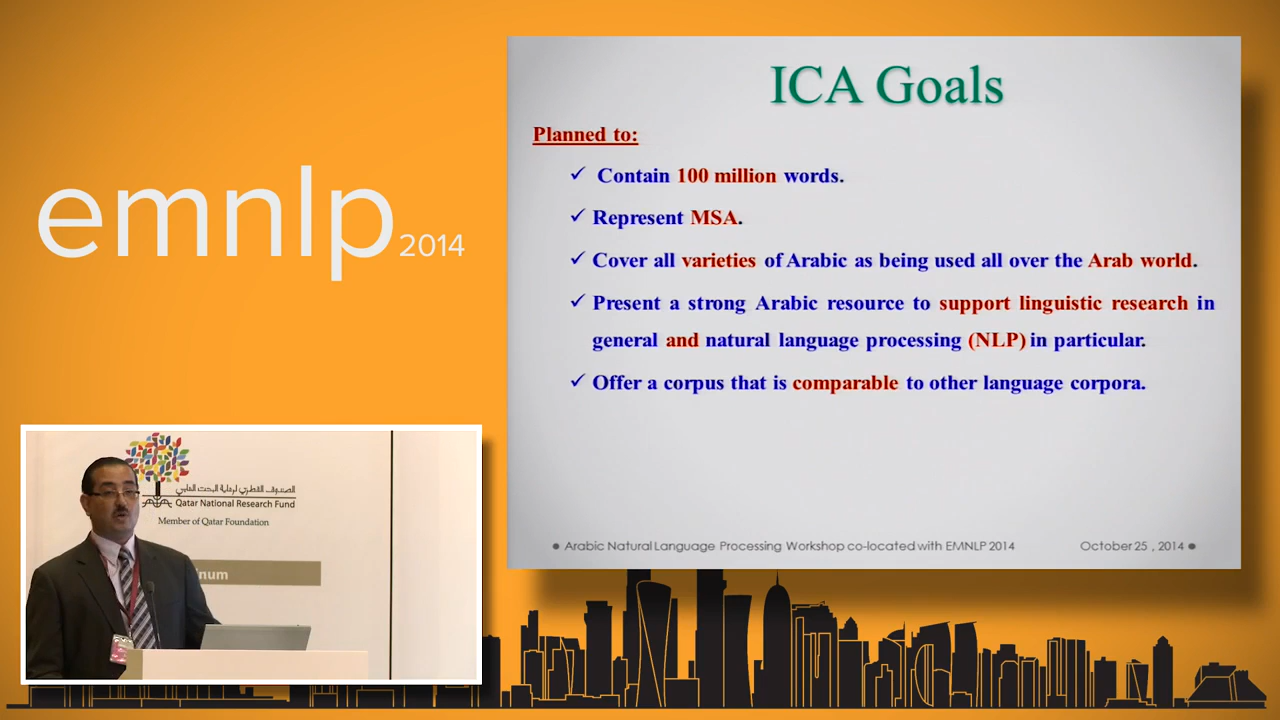 emnlp 2014
ICA Goals
Planned to:
✓ Contain 100 million words.
✓ Represent MSA.
✓ Cover all varieties of Arabic as being used all over the Arab world.
✓ Present a strong Arabic resource to support linguistic research in
general and natural language processing (NLP) in particular.
✓ Offer a corpus that is comparable to other language corpora.
Arabic Natural Language Processing Workshop co-located with EMNLP 2014
October 25 , 2014
الصندوق القطري لرعاية البحث العلمي
Qatar National Research Fund
Member of Qatar Foundation